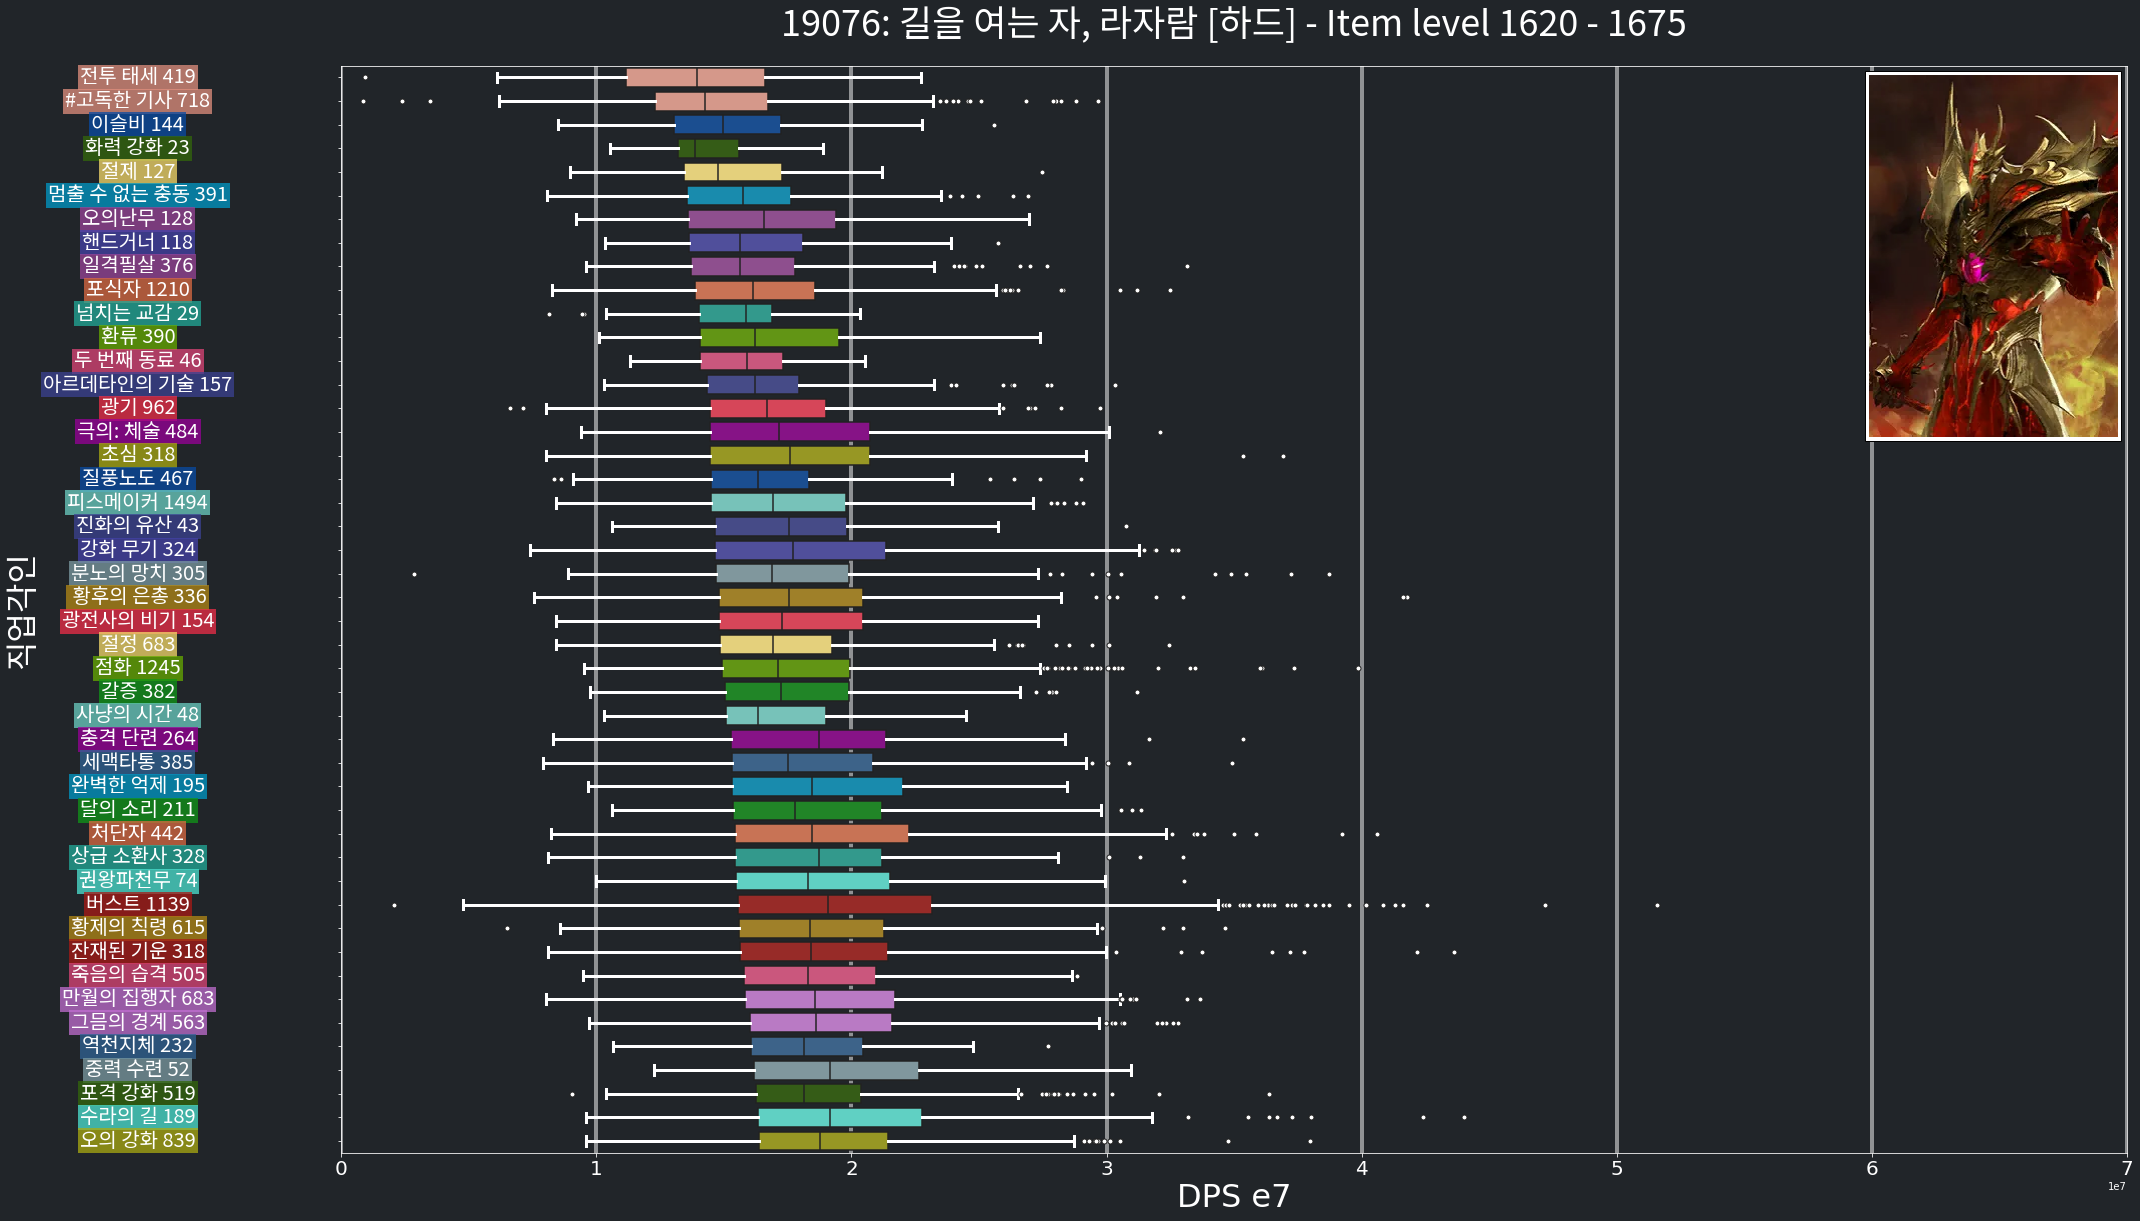 19076: 길을 여는 자, 라자람 [하드] - Item level 1620 - 1675
직업각인
전투 태세 419
#고독한 기사 718
이슬비 144
화력 강화 23
절제 127
멈출 수 없는 충동 391
오의난무 128
핸드거너 118
일격필살 376
포식자 1210
넘치는 교감 29
환류 390
두 번째 동료 46
아르데타인의 기술 157
광기 962
극의: 체술 484
초심 318
질풍노도 467
피스메이커 1494
진화의 유산 43
강화 무기 324
분노의 망치 305
황후의 은총 336
광전사의 비기 154
절정 683
점화 1245
갈증 382
사냥의 시간 48
충격 단련 264
세맥타통 385
완벽한 억제 195
달의 소리 211
처단자 442
상급 소환사 328
권왕파천무 74
버스트 1139
황제의 칙령 615
잔재된 기운 318
죽음의 습격 505
만월의 집행자 683
그믐의 경계 563
역천지체 232
중력 수련 52
포격 강화 519
수라의 길 189
오의 강화 839
0 1 2 3 4 5 6 7
1e7
DPS e7